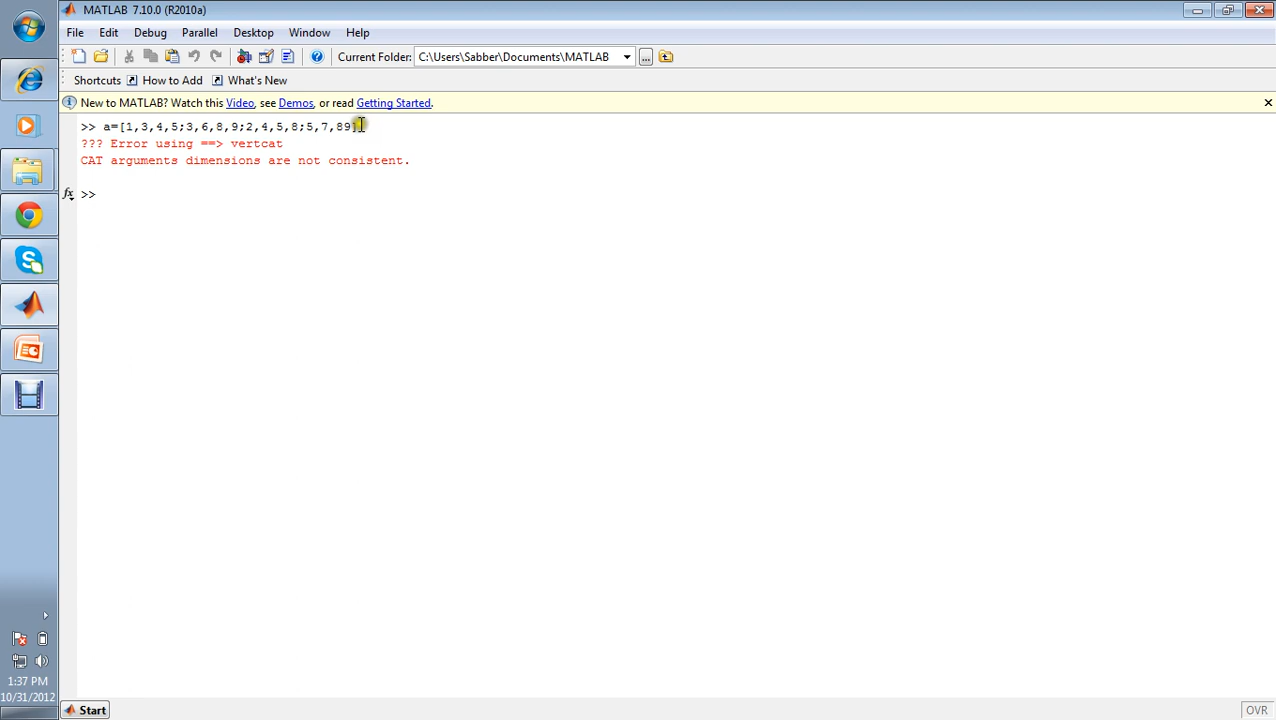 MATLAB 7.10.0 (R2010a)
File Edit Debug Parallel Desktop Window Help
Current Folder: C:\Users\Sabber\Documents\MATLAB
Shortcuts How to Add What's New
New to MATLAB? Watch this Video, see Demos, or read Getting Started.
>> a=[1,3,4,5;3,6,8,9;2,4,5,8;5,7,89]
??? Error using ==> vertcat
CAT arguments dimensions are not consistent.
fx >>
1:37 PM
10/31/2012
Start
OVR